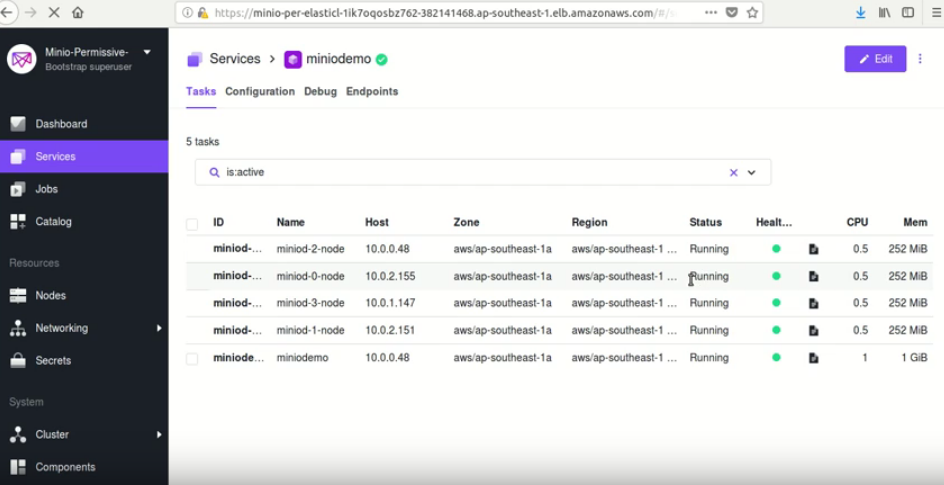 https://minio-per-elasticl-1ik7oqosbz762-382141468.ap-southeast-1.elb.amazonaws.com/#/s
Minio-Permissive-
Bootstrap superuser
Services > miniodemo
Edit
Tasks Configuration Debug Endpoints
Dashboard
Services
Jobs
Catalog
Resources
Nodes
Networking
Secrets
System
Cluster
Components
5 tasks
is:active
ID Name Host Zone Region Status Healt... CPU Mem
miniod-... miniod-2-node 10.0.0.48 aws/ap-southeast-1a aws/ap-southeast-1 ... Running 0.5 252 MiB
miniod-... miniod-0-node 10.0.2.155 aws/ap-southeast-1a aws/ap-southeast-1 ... Running 0.5 252 MiB
miniod-... miniod-3-node 10.0.1.147 aws/ap-southeast-1a aws/ap-southeast-1 ... Running 0.5 252 MiB
miniod-... miniod-1-node 10.0.2.151 aws/ap-southeast-1a aws/ap-southeast-1 ... Running 0.5 252 MiB
miniode... miniodemo 10.0.0.48 aws/ap-southeast-1a aws/ap-southeast-1 ... Running 1 1 GiB